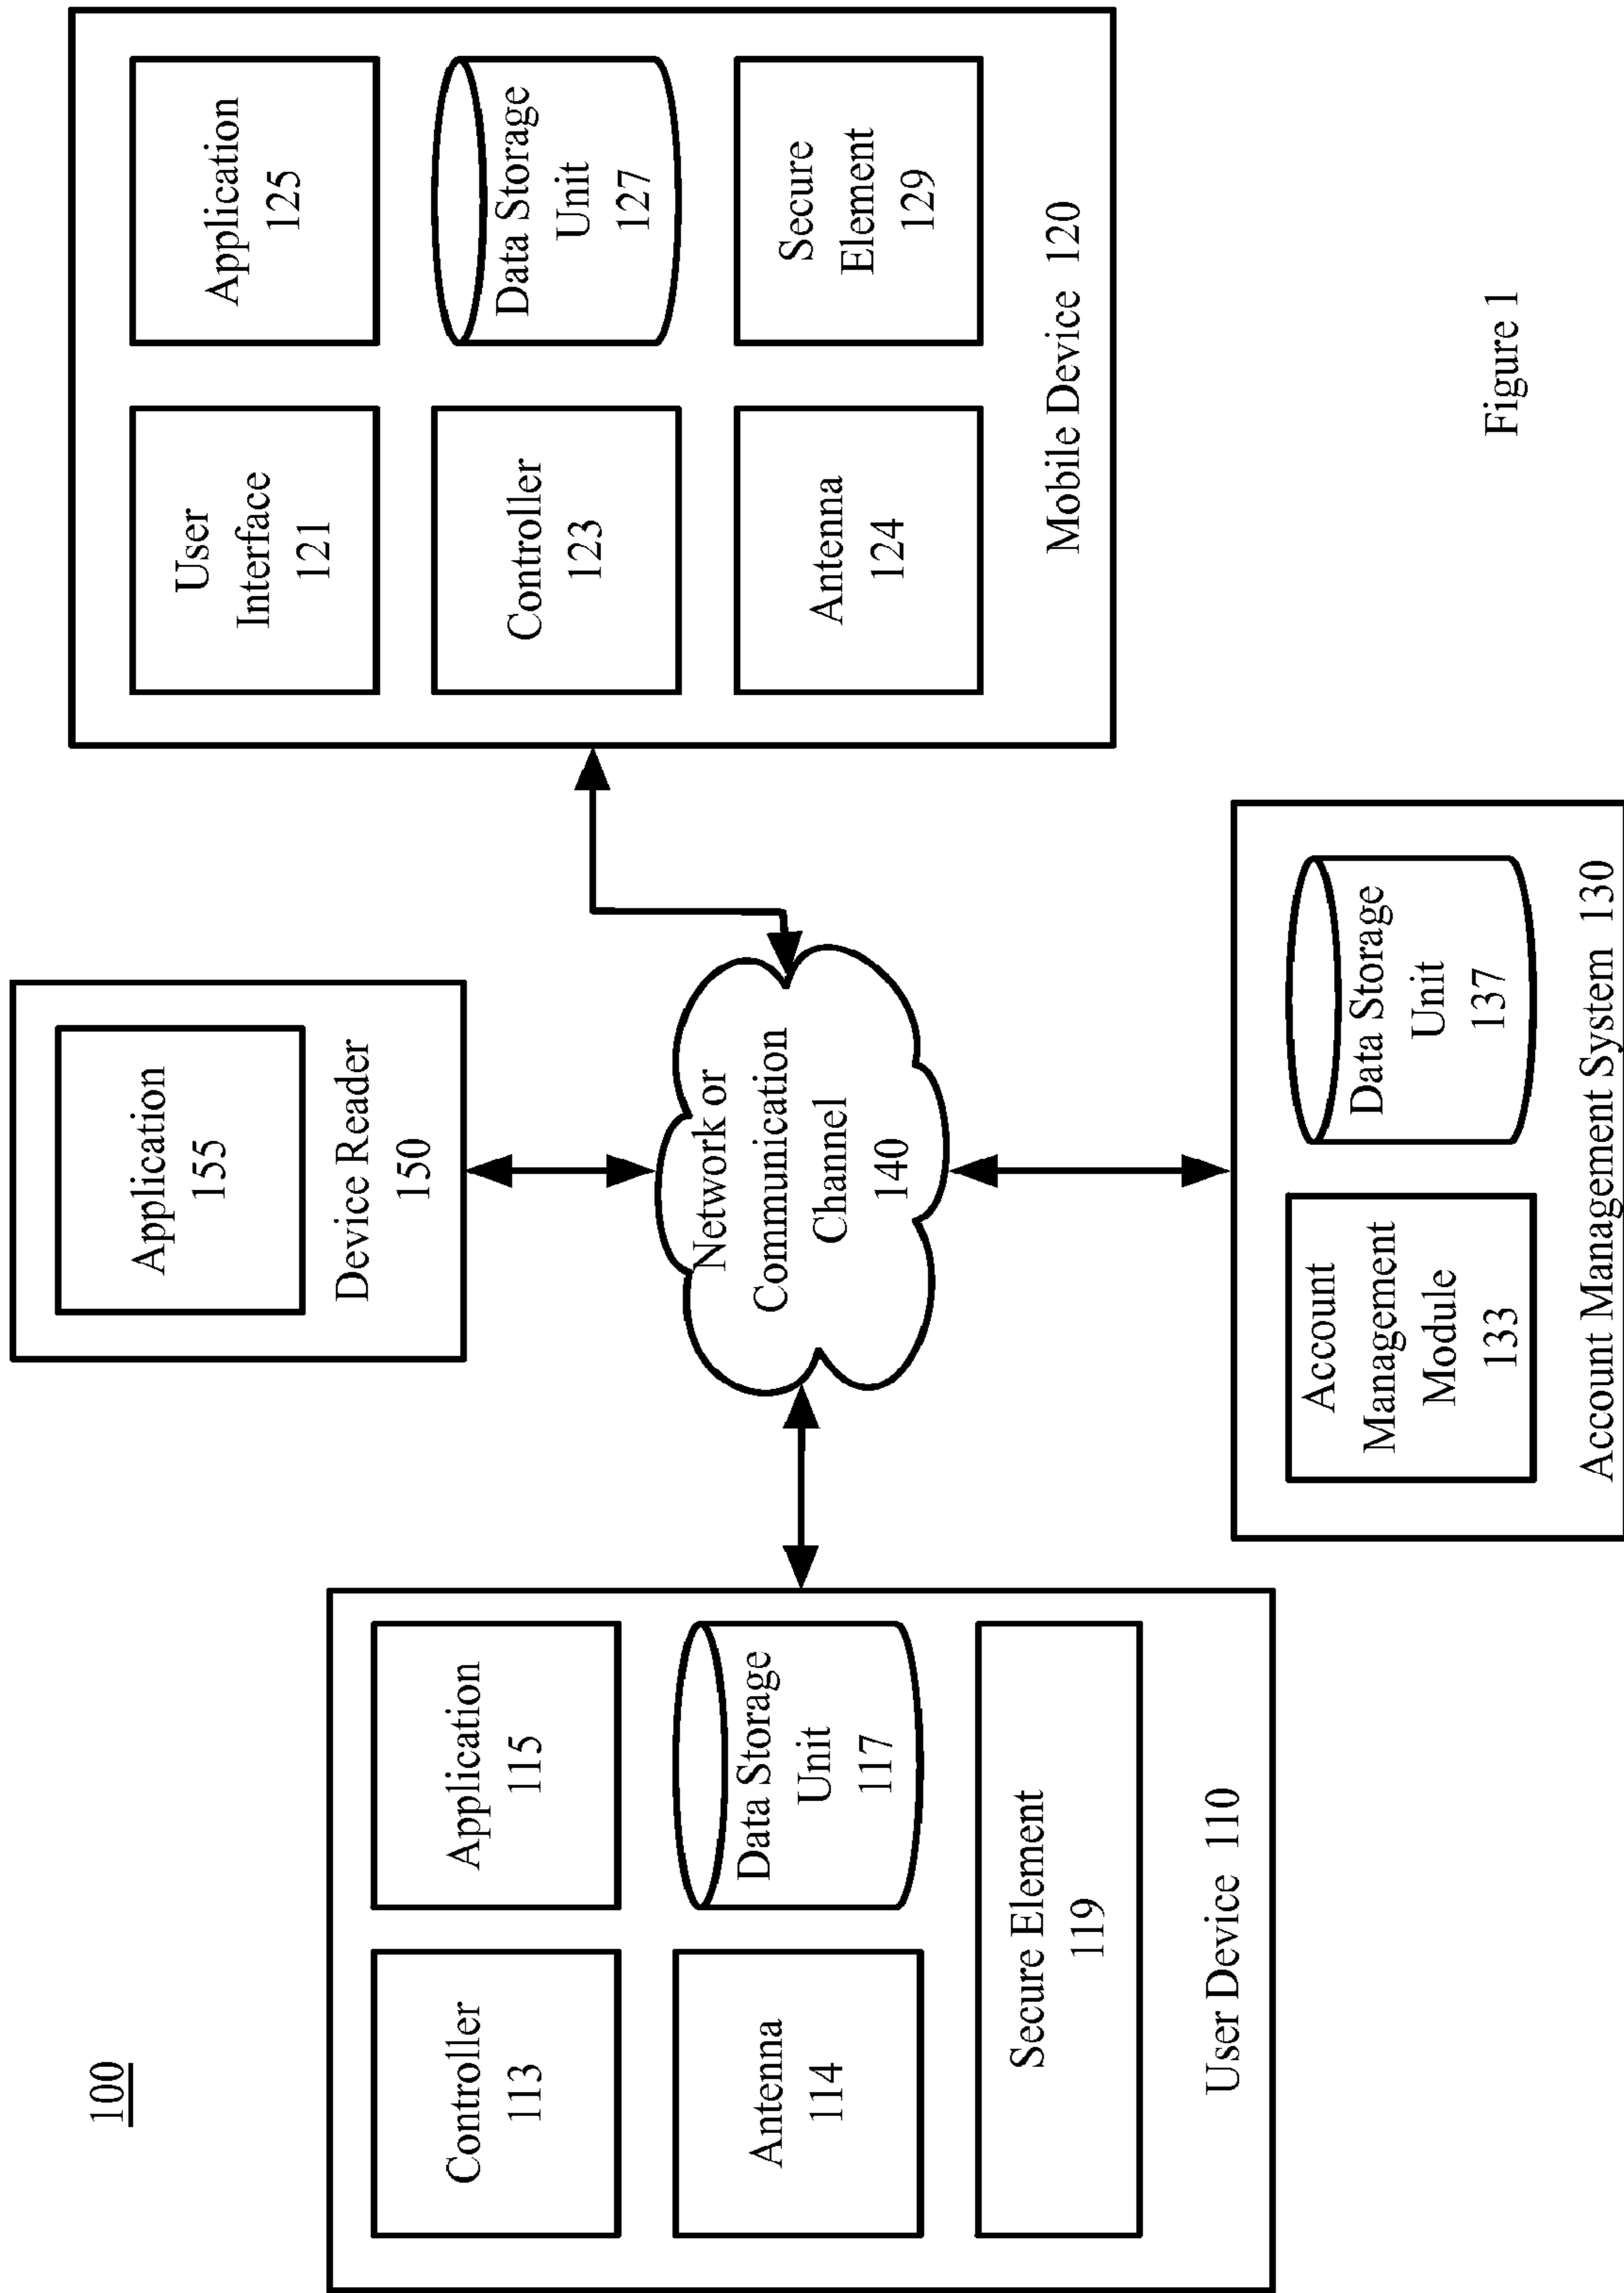 100
Controller
113
Application
115
Antenna
114
Data Storage
Unit
117
Secure Element
119
User Device 110
Application
155
Device Reader
150
Network or
Communication
Channel
140
Account
Management
Module
133
Data Storage
Unit
137
Account Management System 130
User
Interface
121
Application
125
Controller
123
Data Storage
Unit
127
Antenna
124
Secure
Element
129
Mobile Device 120
Figure 1